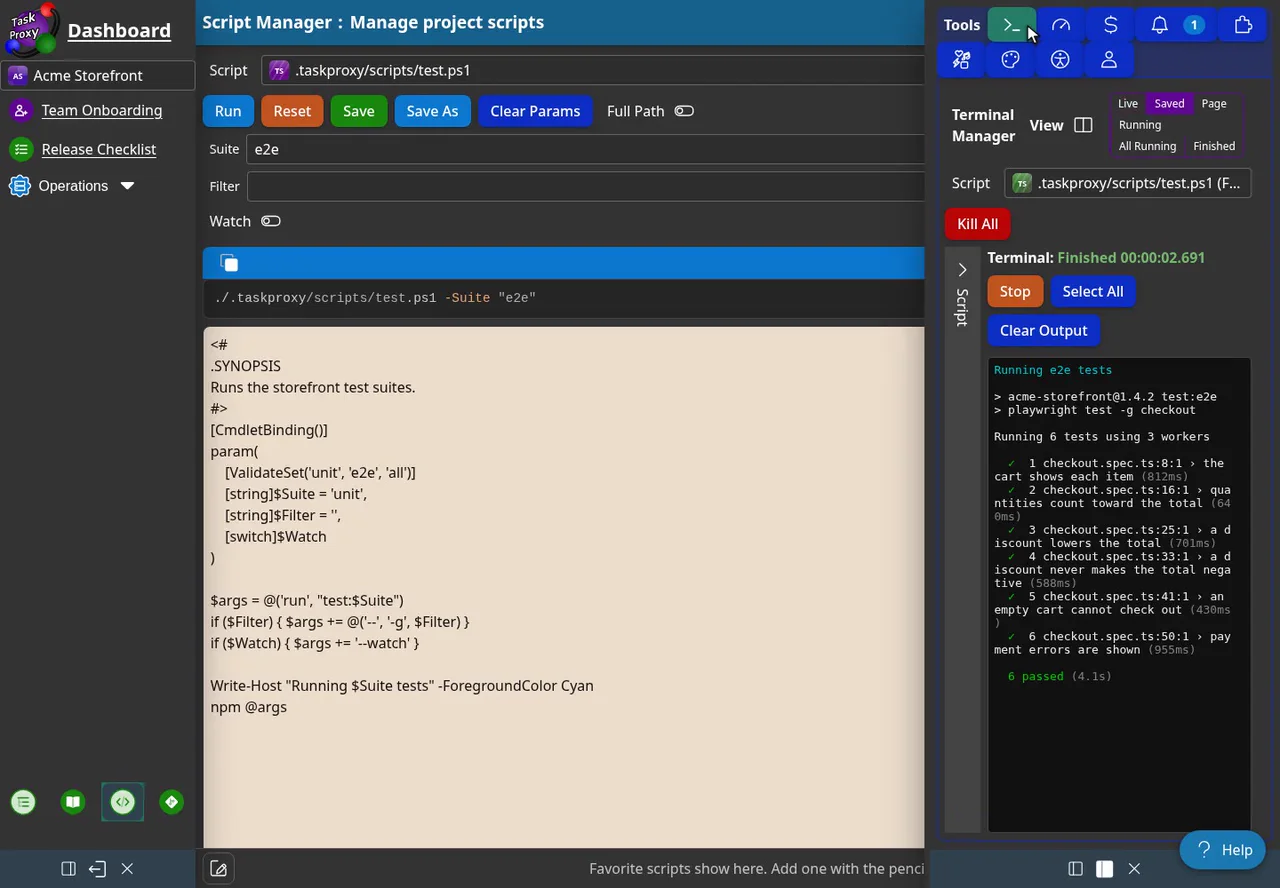 Task
Proxy
Dashboard
AS Acme Storefront
Team Onboarding
Release Checklist
Operations
Script Manager : Manage project scripts
Script TS .taskproxy/scripts/test.ps1
Run Reset Save Save As Clear Params Full Path
Suite e2e
Filter
Watch
./.taskproxy/scripts/test.ps1 -Suite "e2e"
<#
.SYNOPSIS
Runs the storefront test suites.
#>
[CmdletBinding()]
param(
    [ValidateSet('unit', 'e2e', 'all')]
    [string]$Suite = 'unit',
    [string]$Filter = '',
    [switch]$Watch
)
$args = @('run', "test:$Suite")
if ($Filter) { $args += @('--', '-g', $Filter) }
if ($Watch) { $args += '--watch' }
Write-Host "Running $Suite tests" -ForegroundColor Cyan
npm @args
Favorite scripts show here. Add one with the penci
Tools
1
Terminal
Manager
View
Live Saved Page
Running
All Running Finished
Script TS .taskproxy/scripts/test.ps1 (F...
Kill All
Script
Terminal: Finished 00:00:02.691
Stop Select All
Clear Output
Running e2e tests
> acme-storefront@1.4.2 test:e2e
> playwright test -g checkout
Running 6 tests using 3 workers
✓ 1 checkout.spec.ts:8:1 › the
cart shows each item (812ms)
✓ 2 checkout.spec.ts:16:1 › qua
ntities count toward the total (64
0ms)
✓ 3 checkout.spec.ts:25:1 › a d
iscount lowers the total (701ms)
✓ 4 checkout.spec.ts:33:1 › a d
iscount never makes the total nega
tive (588ms)
✓ 5 checkout.spec.ts:41:1 › an
empty cart cannot check out (430ms
)
✓ 6 checkout.spec.ts:50:1 › pay
ment errors are shown (955ms)
6 passed (4.1s)
? Help